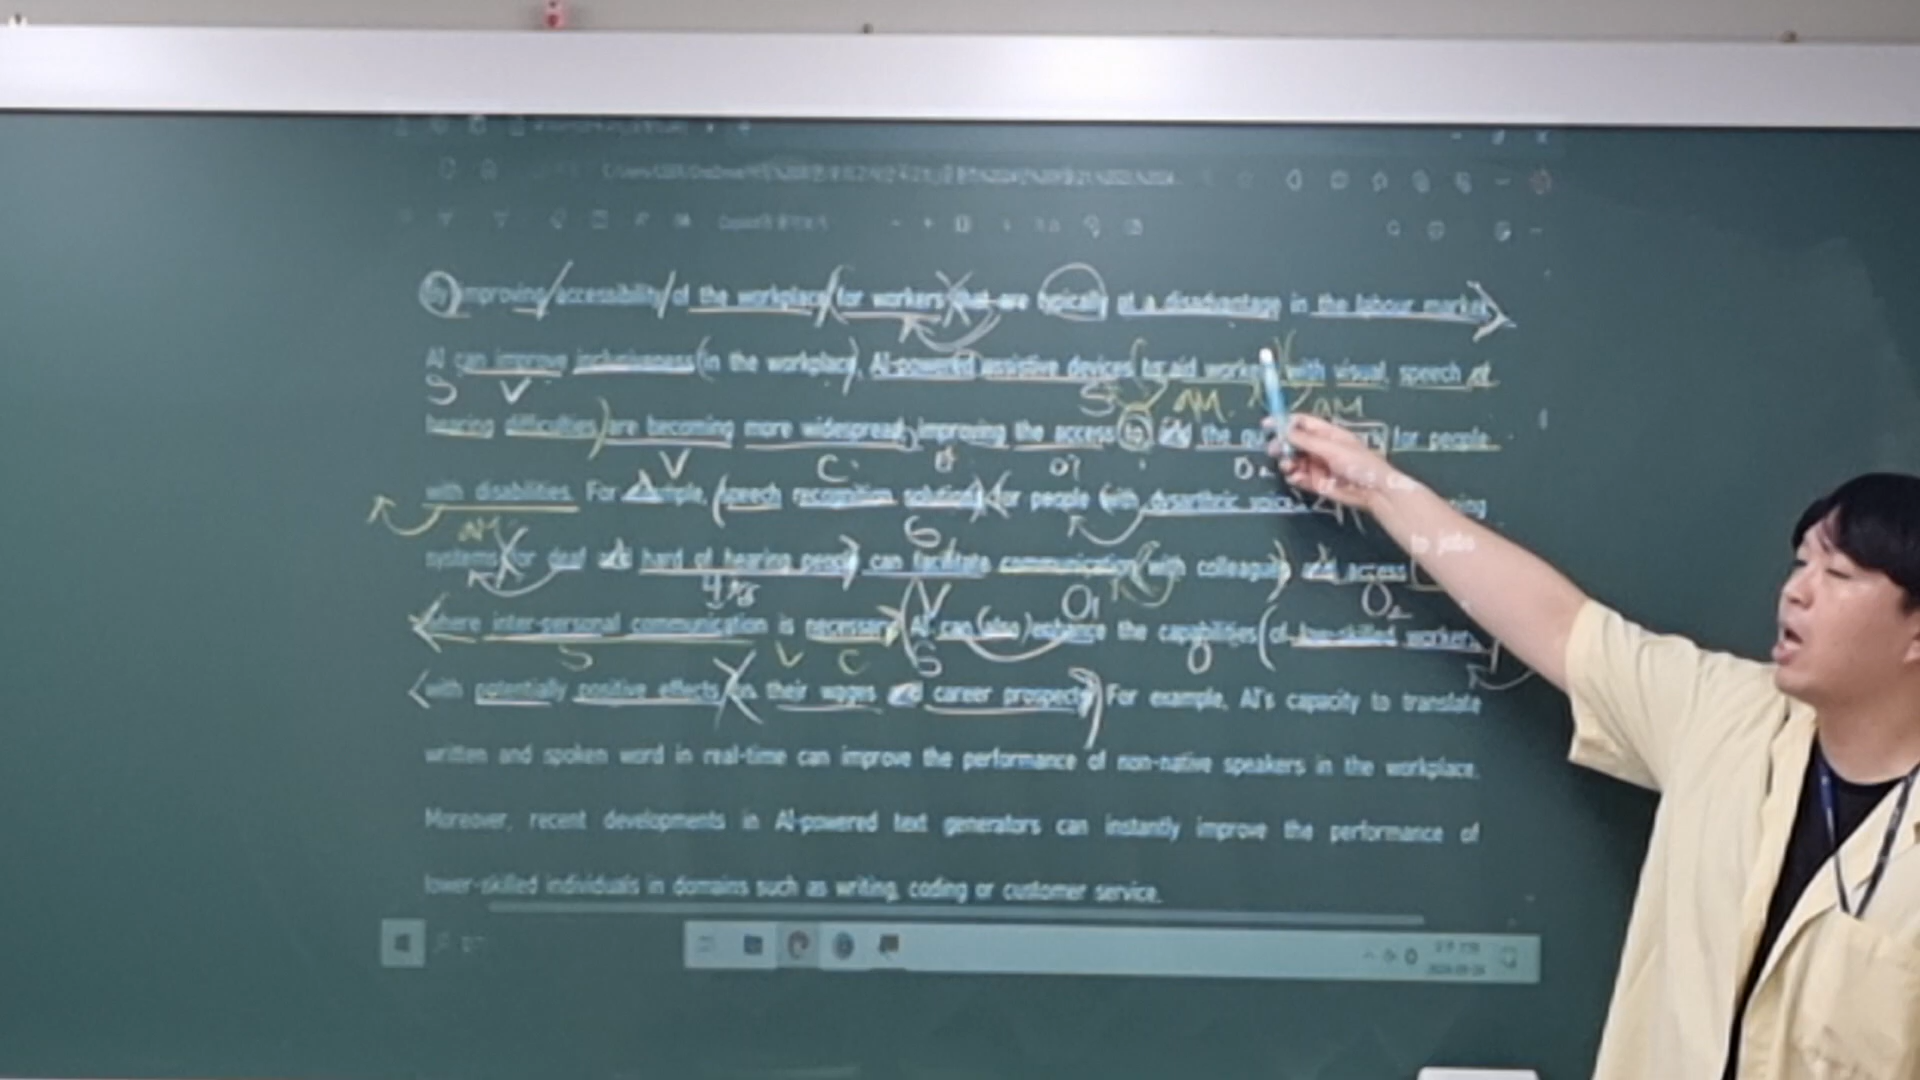 By improving accessibility of the workplace for workers that are typically at a disadvantage in the labour market,
AI can improve inclusiveness in the workplace. AI-powered assistive devices to aid workers with visual, speech or
S V S AM AM
hearing difficulties are becoming more widespread, improving the access to and the for people
V C O1
with disabilities. For example, speech recognition solutions for people with dysarthric voices,
AM S
systems for deaf and hard of hearing people can facilitate communication with colleagues and access to jobs
V O1 O2
where inter-personal communication is necessary. AI can also enhance the capabilities of low-skilled workers,
S V C S O
with potentially positive effects on their wages and career prospects. For example, AI's capacity to translate
written and spoken word in real-time can improve the performance of non-native speakers in the workplace.
Moreover, recent developments in AI-powered text generators can instantly improve the performance of
lower-skilled individuals in domains such as writing, coding or customer service.